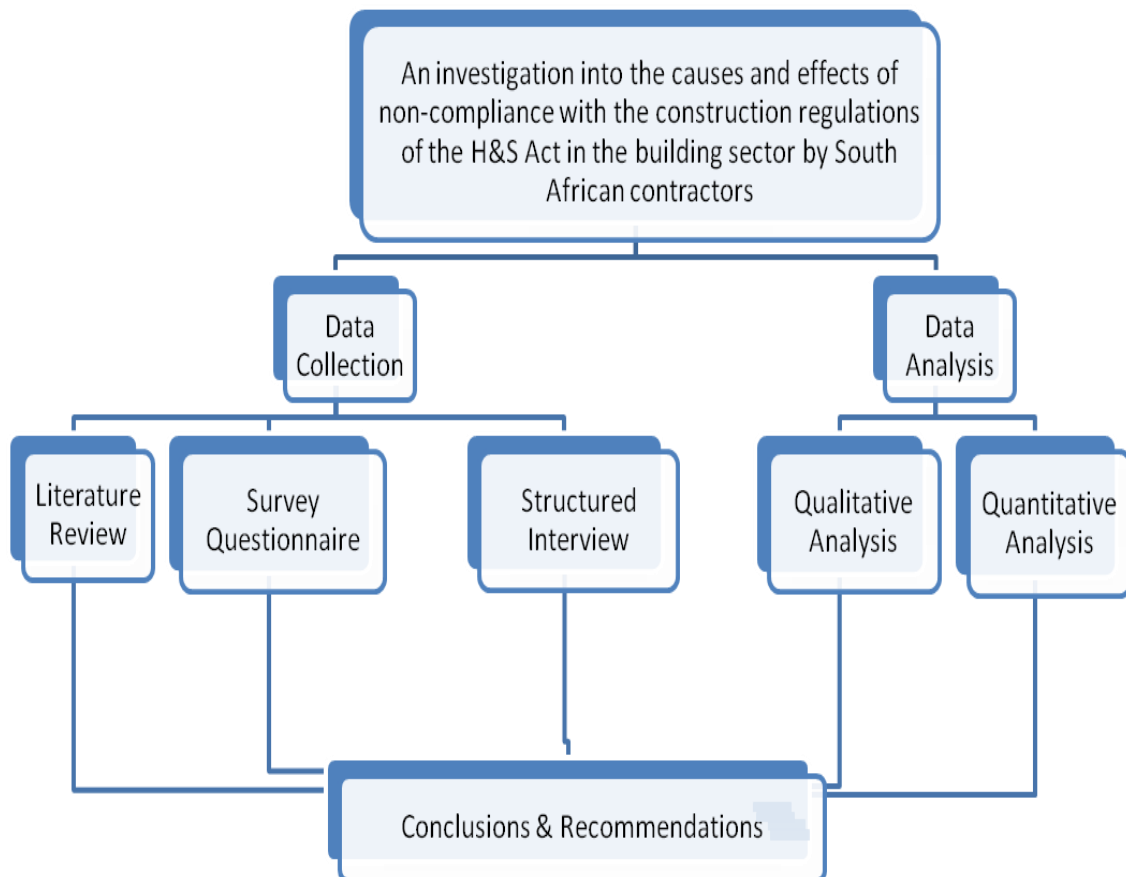 An investigation into the causes and effects of
non-compliance with the construction regulations
of the H&S Act in the building sector by South
African contractors
Data
Collection
Data
Analysis
Literature
Review
Survey
Questionnaire
Structured
Interview
Qualitative
Analysis
Quantitative
Analysis
Conclusions & Recommendations